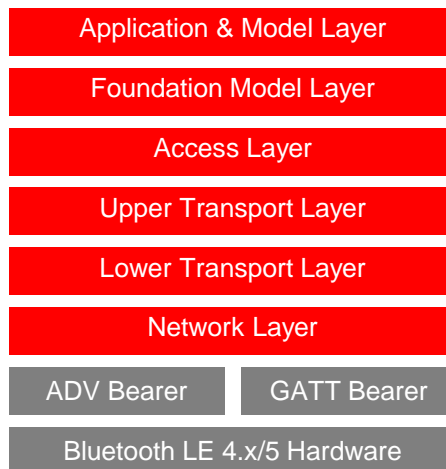 Application & Model Layer
Foundation Model Layer
Access Layer
Upper Transport Layer
Lower Transport Layer
Network Layer
ADV Bearer
GATT Bearer
Bluetooth LE 4.x/5 Hardware